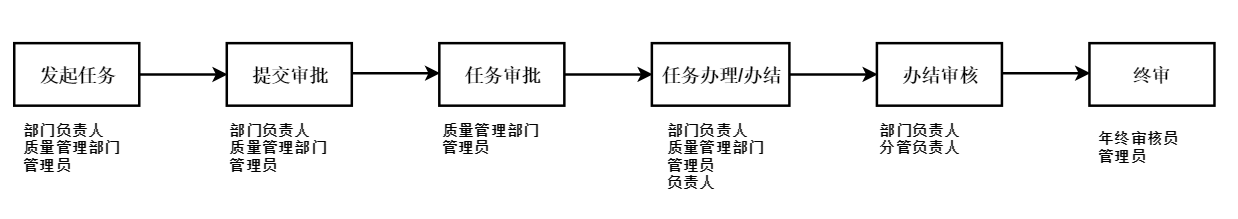 发起任务
提交审批
任务审批
任务办理/办结
办结审核
终审
部门负责人
质量管理部门
管理员
部门负责人
质量管理部门
管理员
质量管理部门
管理员
部门负责人
质量管理部门
管理员
负责人
部门负责人
分管负责人
年终审核员
管理员